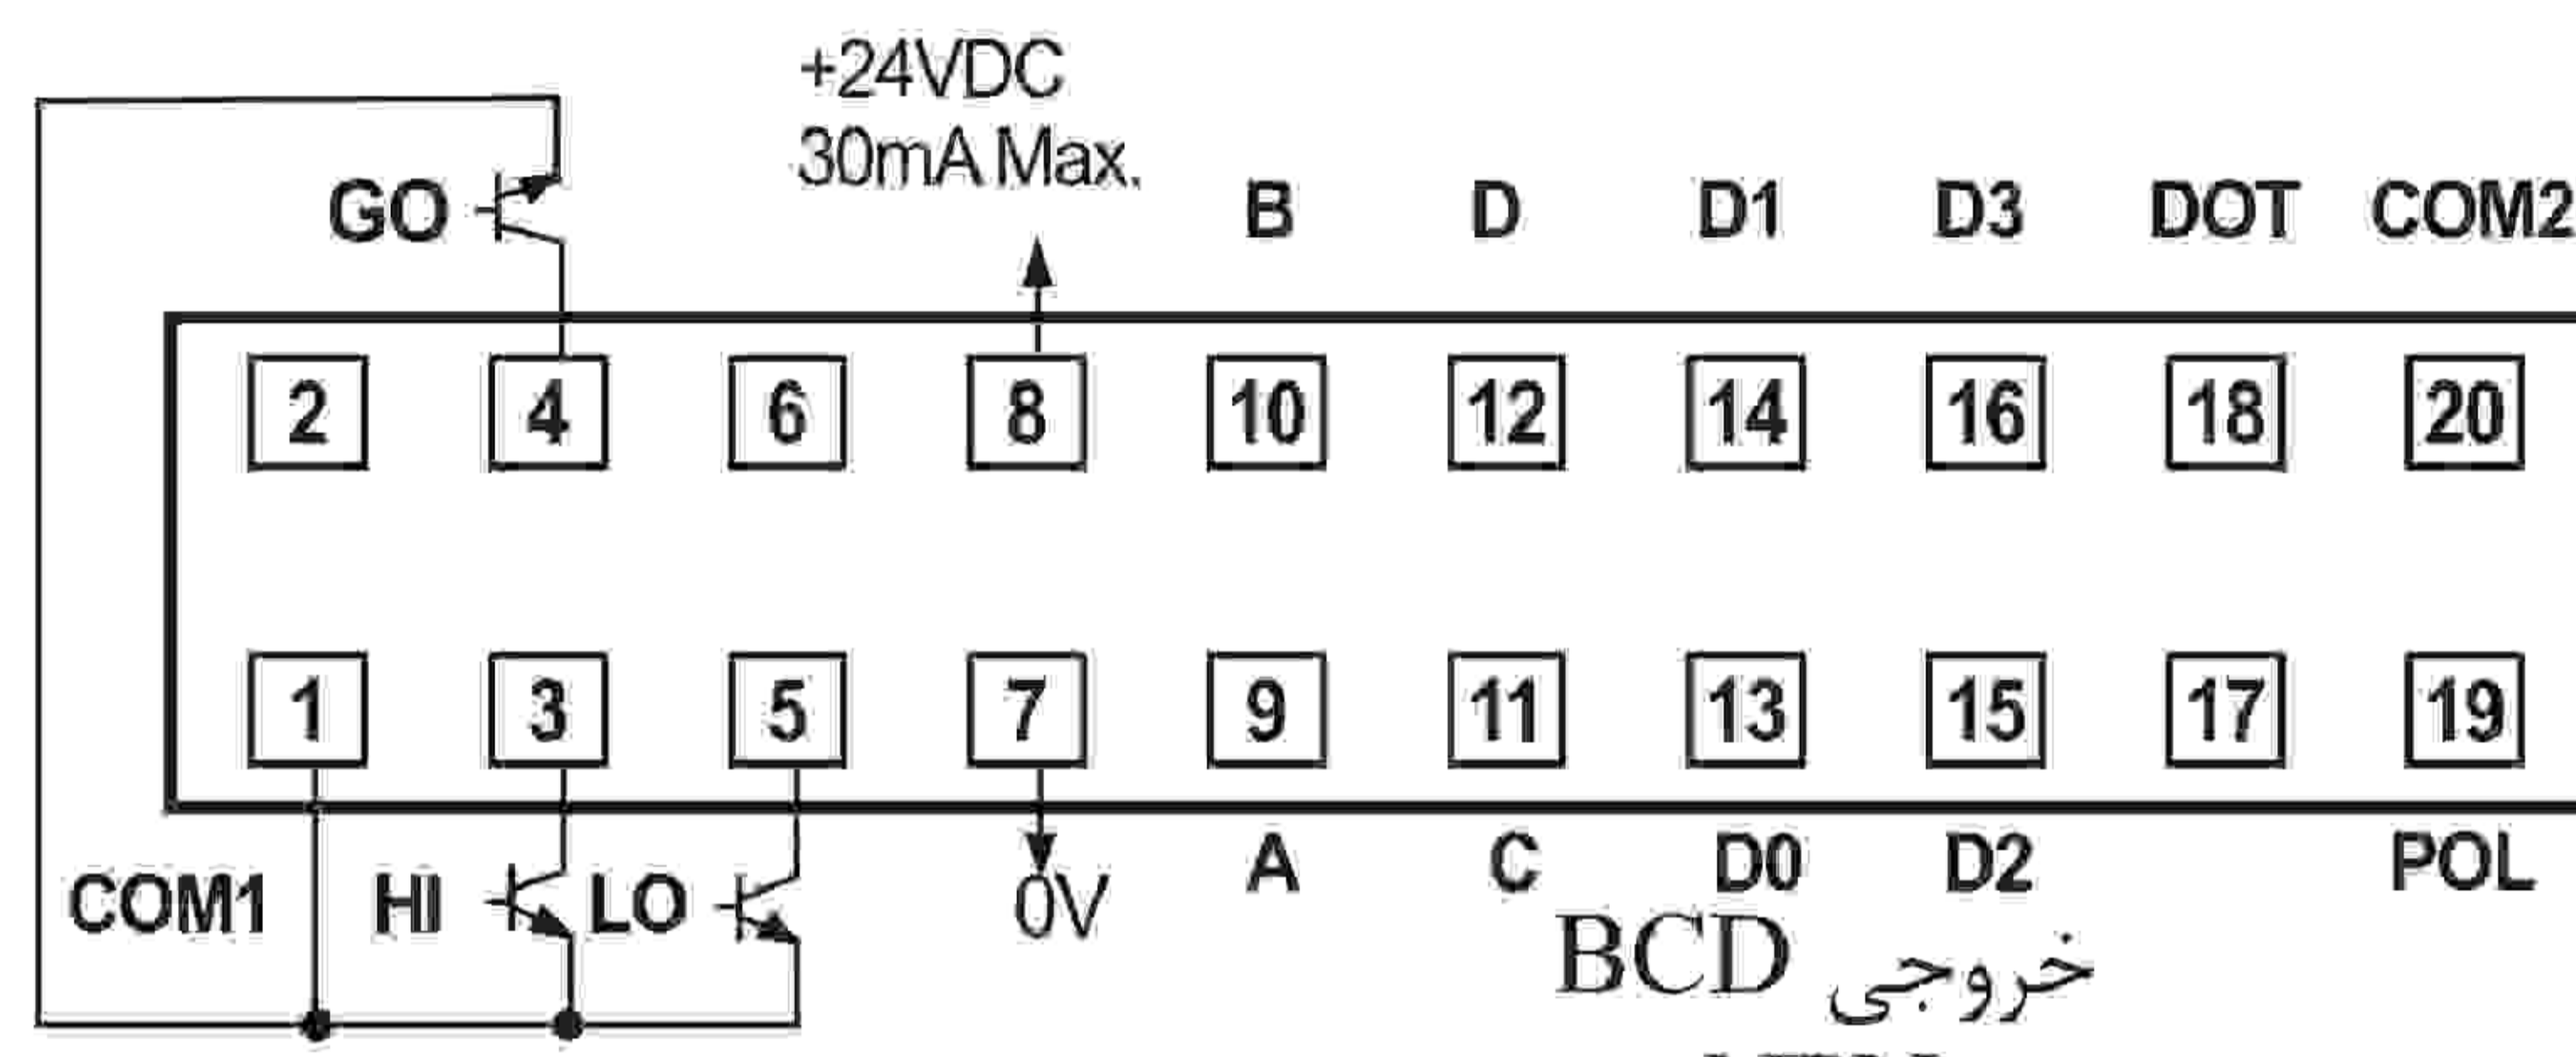 +24VDC
30mA Max.
GO B D D1 D3 DOT COM2
2 4 6 8 10 12 14 16 18 20
1 3 5 7 9 11 13 15 17 19
COM1 HI LO 0V A C D0 D2 POL
خروجی BCD